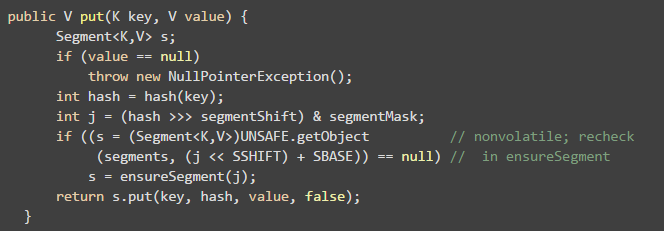 public V put(K key, V value) {
Segment<K,V> s;
if (value == null)
throw new NullPointerException();
int hash = hash(key);
int j = (hash >>> segmentShift) & segmentMask;
if ((s = (Segment<K,V>)UNSAFE.getObject          // nonvolatile; recheck
(segments, (j << SSHIFT) + SBASE)) == null) //  in ensureSegment
s = ensureSegment(j);
return s.put(key, hash, value, false);
}